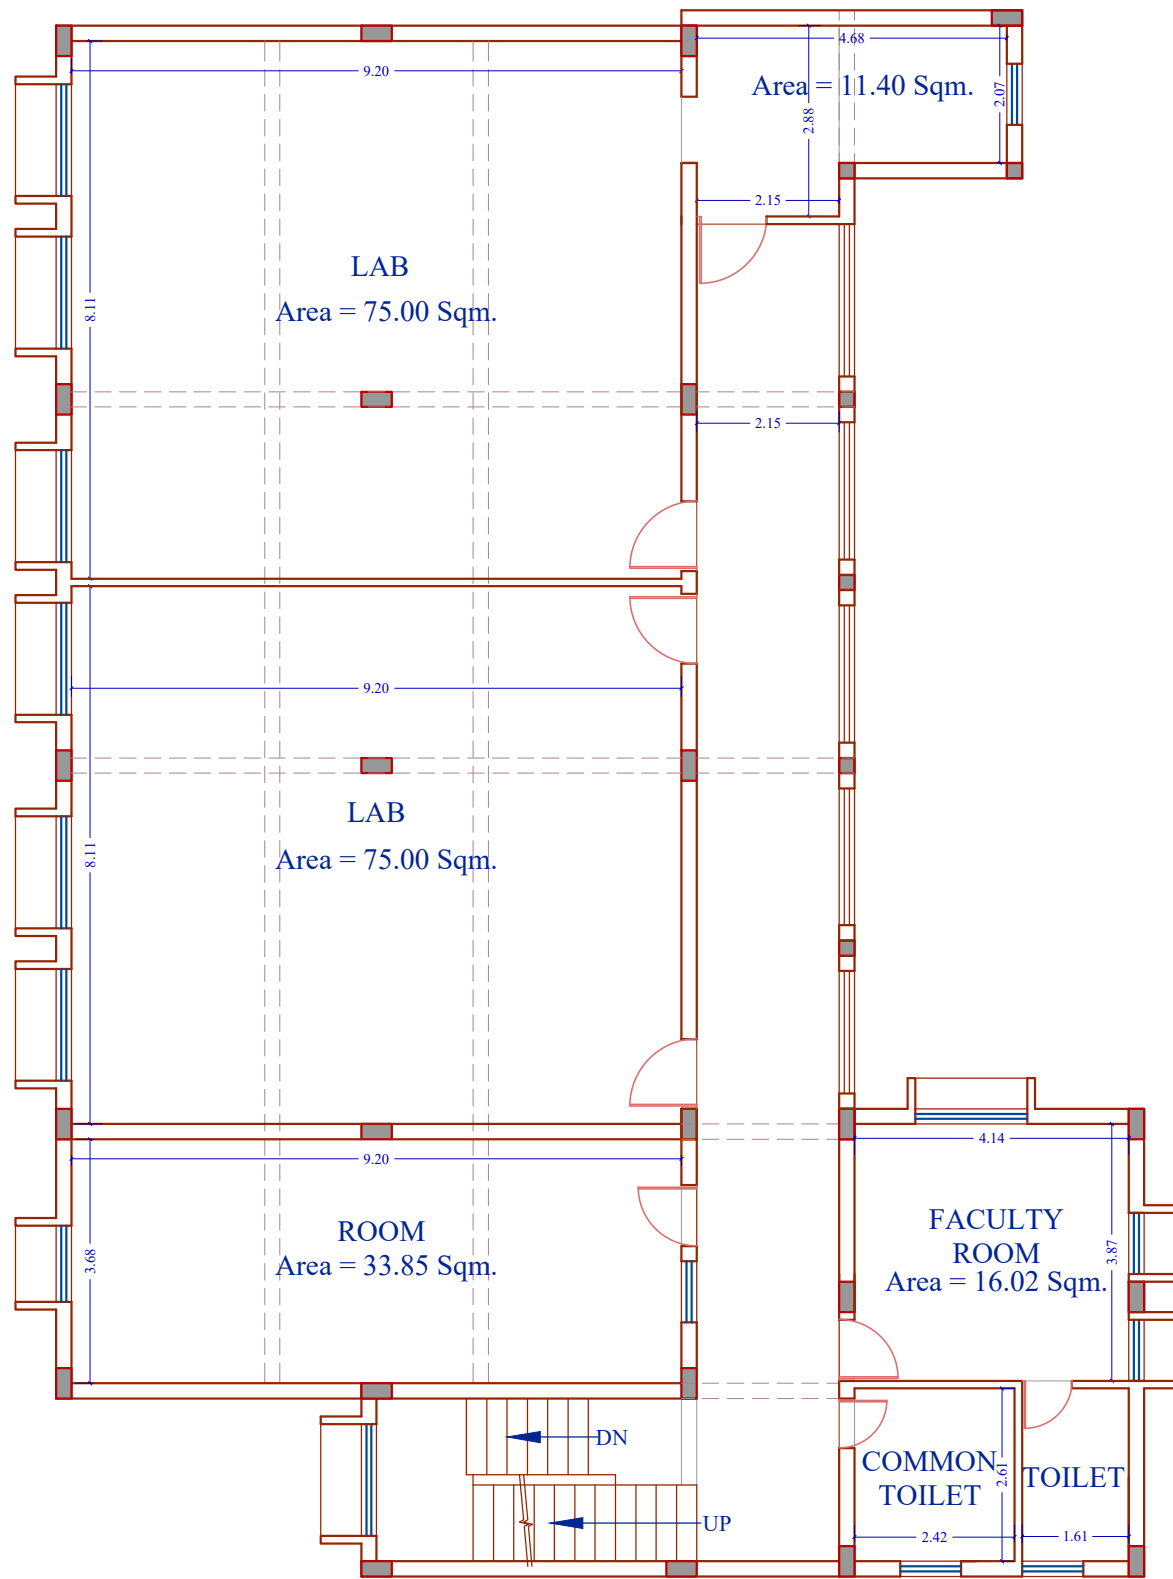 4.68
9.20
Area = 11.40 Sqm.
2.07
2.88
2.15
LAB
Area = 75.00 Sqm.
8.11
2.15
9.20
LAB
8.11
Area = 75.00 Sqm.
4.14
9.20
ROOM
Area = 33.85 Sqm.
3.68
FACULTY
ROOM
Area = 16.02 Sqm.
3.87
DN
UP
COMMON
TOILET
2.61
TOILET
2.42
1.61